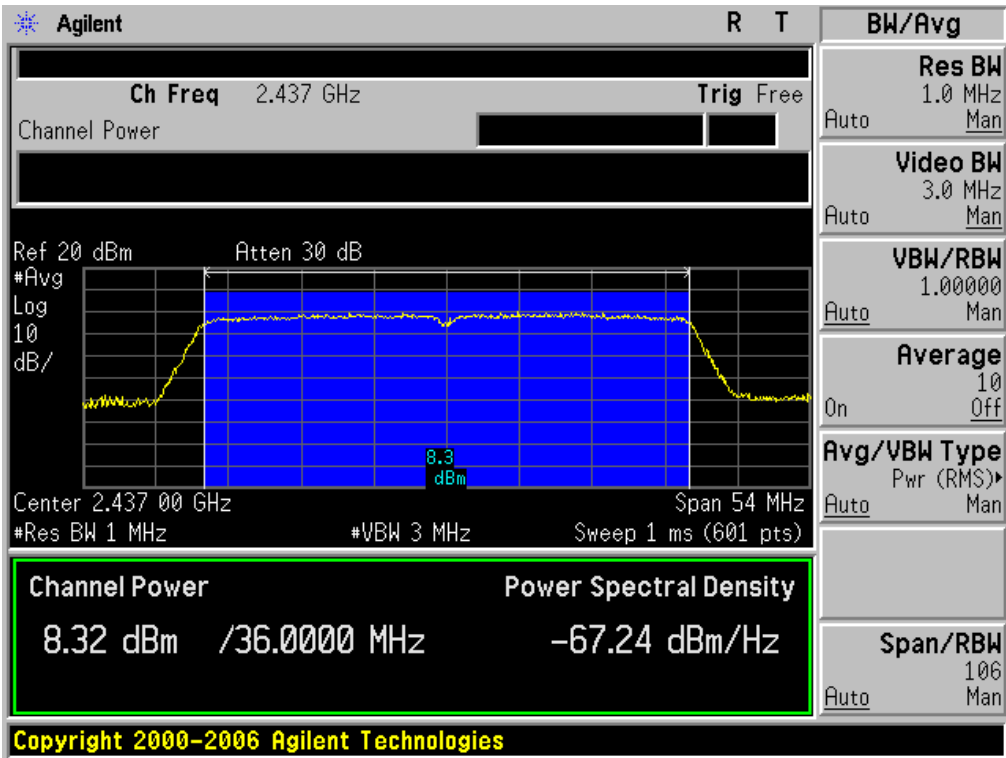 Agilent R T
Ch Freq 2.437 GHz Trig Free
Channel Power
Ref 20 dBm Atten 30 dB
#Avg
Log
10
dB/
8.3
dBm
Center 2.437 00 GHz Span 54 MHz
#Res BW 1 MHz #VBW 3 MHz Sweep 1 ms (601 pts)
Channel Power Power Spectral Density
8.32 dBm /36.0000 MHz -67.24 dBm/Hz
Copyright 2000-2006 Agilent Technologies
BW/Avg
Res BW
1.0 MHz
Auto Man
Video BW
3.0 MHz
Auto Man
VBW/RBW
1.00000
Auto Man
Average
10
On Off
Avg/VBW Type
Pwr (RMS)▸
Auto Man
Span/RBW
106
Auto Man